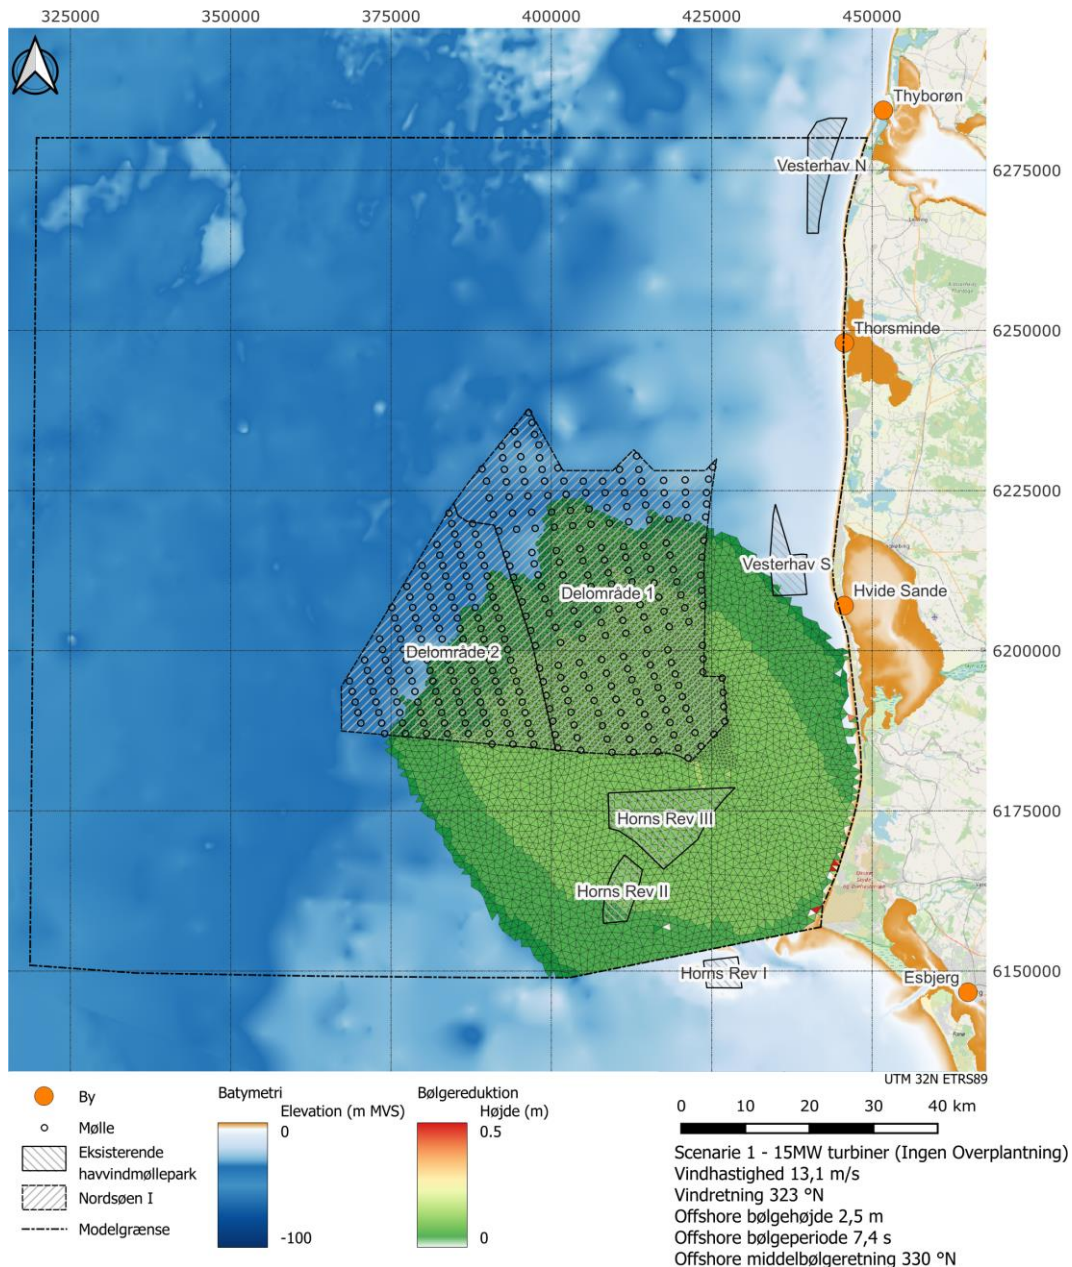 325000 350000 375000 400000 425000 450000
Thyborøn
Vesterhav N
6275000
Thorsminde
6250000
6225000
Vesterhav S
Delområde 1
Hvide Sande
Delområde 2
6200000
6175000
Horns Rev III
Horns Rev II
Horns Rev I
Esbjerg
6150000
UTM 32N ETRS89
By
Mølle
Eksisterende
havvindmøllepark
Nordsøen I
Modelgrænse
Batymetri
Elevation (m MVS)
0
-100
Bølgereduktion
Højde (m)
0.5
0
0 10 20 30 40 km
Scenarie 1 - 15MW turbiner (Ingen Overplantning)
Vindhastighed 13,1 m/s
Vindretning 323 °N
Offshore bølgehøjde 2,5 m
Offshore bølgeperiode 7,4 s
Offshore middelbølgeretning 330 °N